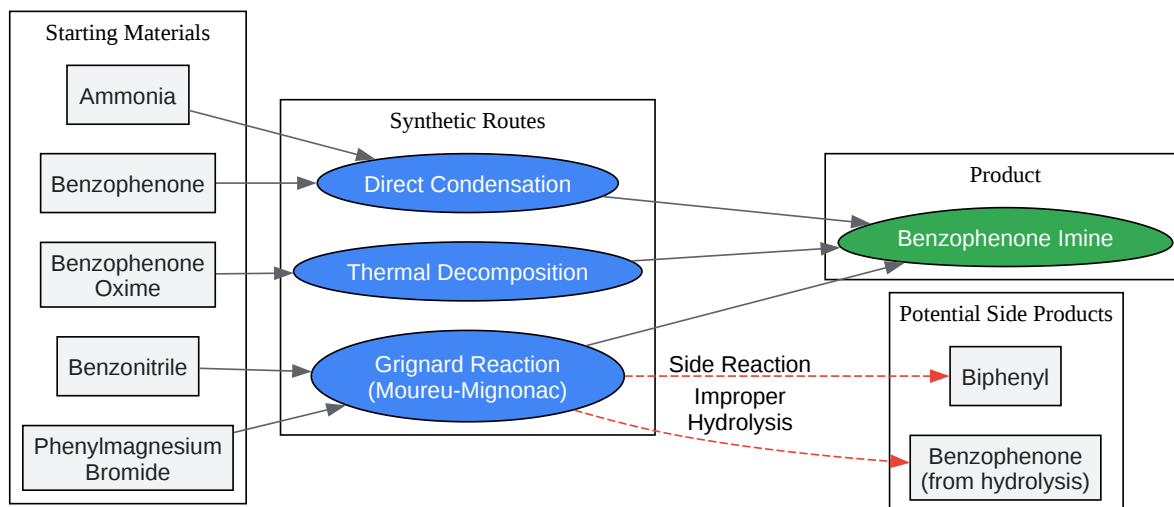 Starting Materials
Ammonia
Benzophenone
Benzophenone
Oxime
Benzonitrile
Phenylmagnesium
Bromide
Synthetic Routes
Direct Condensation
Thermal Decomposition
Grignard Reaction
(Moureu-Mignonac)
Side Reaction
Improper
Hydrolysis
Product
Benzophenone Imine
Potential Side Products
Biphenyl
Benzophenone
(from hydrolysis)